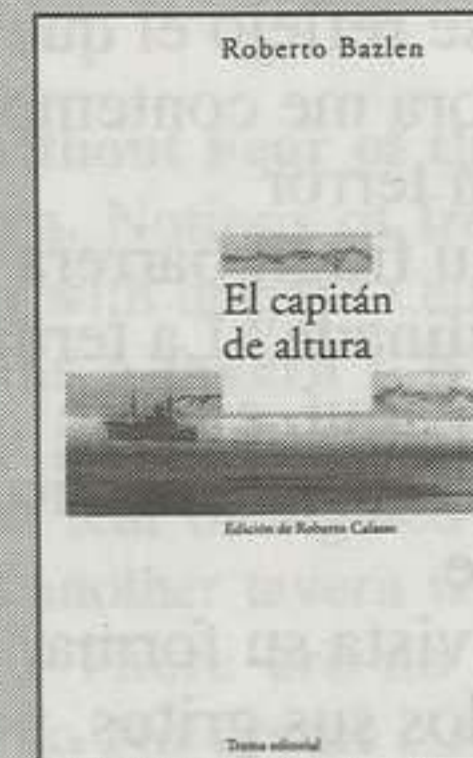 Roberto Bazlen
El capitán
de altura
Edición de Roberto Calasso
Trama editorial